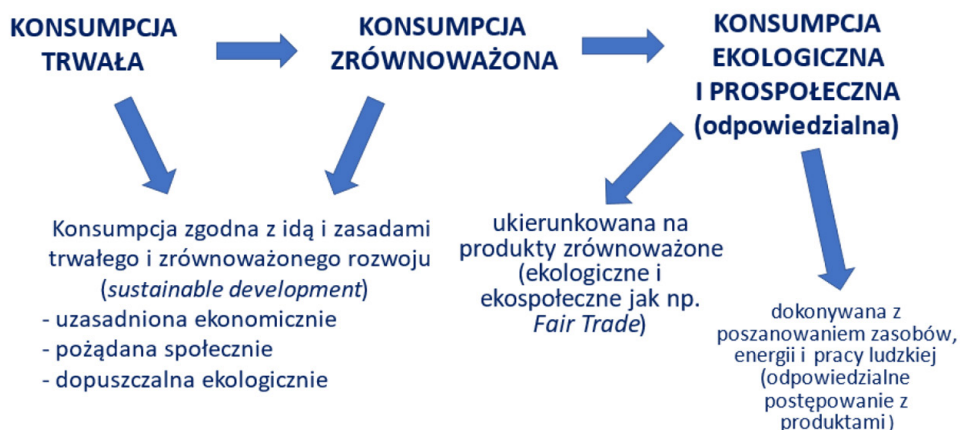 KONSUMPCJA
TRWAŁA
KONSUMPCJA
ZRÓWNOWAŻONA
KONSUMPCJA
EKOLOGICZNA
I PROSPOŁECZNA
(odpowiedzialna)
Konsumpcja zgodna z idą i zasadami
trwałego i zrównoważonego rozwoju
(sustainable development)
- uzasadniona ekonomicznie
- pożądana społecznie
- dopuszczalna ekologicznie
ukierunkowana na
produkty zrównoważone
(ekologiczne i
ekospołeczne jak np.
Fair Trade)
dokonywana z
poszanowaniem zasobów,
energii i pracy ludzkiej
(odpowiedzialne
postępowanie z
produktami)